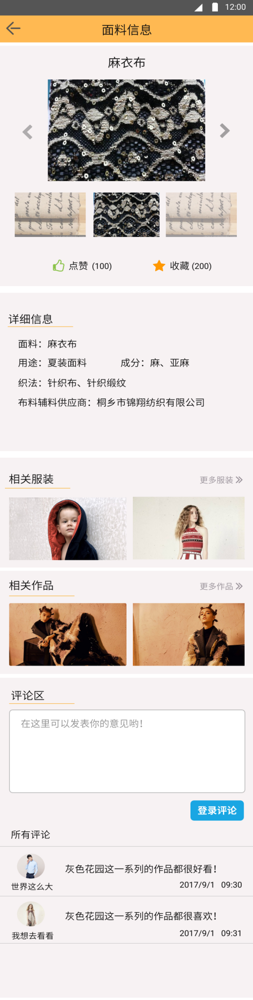 12:00
面料信息
麻衣布
点赞 (100) 收藏 (200)
详细信息
面料：麻衣布
用途：夏装面料 成分：麻、亚麻
织法：针织布、针织缎纹
布料辅料供应商：桐乡市锦翔纺织有限公司
相关服装 更多服装
相关作品 更多作品
评论区
在这里可以发表你的意见哟！
登录评论
所有评论
灰色花园这一系列的作品都很好看！
世界这么大 2017/9/1 09:30
灰色花园这一系列的作品都很喜欢！
我想去看看 2017/9/1 09:31